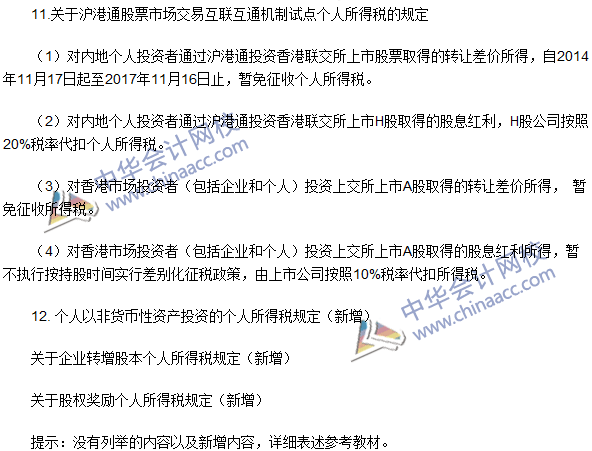 11.关于沪港通股票市场交易互联互通机制试点个人所得税的规定
（1）对内地个人投资者通过沪港通投资香港联交所上市股票取得的转让差价所得，自2014
年11月17日起至2017年11月16日止，暂免征收个人所得税。
（2）对内地个人投资者通过沪港通投资香港联交所上市H股取得的股息红利，H股公司按照
20%税率代扣个人所得税。
中华会计网校
www.chinaacc.com
（3）对香港市场投资者（包括企业和个人）投资上交所上市A股取得的转让差价所得， 暂
免征收所得税。
（4）对香港市场投资者（包括企业和个人）投资上交所上市A股取得的股息红利所得，暂
不执行按持股时间实行差别化征税政策，由上市公司按照10%税率代扣所得税。
中华会计网校
www.chinaacc.com
12. 个人以非货币性资产投资的个人所得税规定（新增）
关于企业转增股本个人所得税规定（新增）
关于股权奖励个人所得税规定（新增）
提示：没有列举的内容以及新增内容，详细表述参考教材。